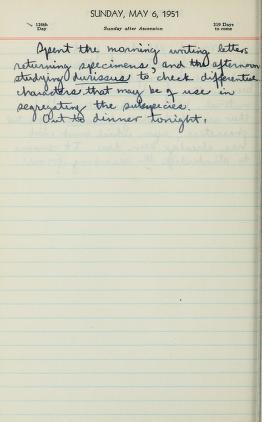 SUNDAY, MAY 6, 1951
126th
Day
Sunday after Ascension
239 Days
to come
Spent the morning writing letters
returning specimens, and the afternoon
studying durissus to check differential
characters that may be of use in
segregating the subspecies.
Out to dinner tonight.